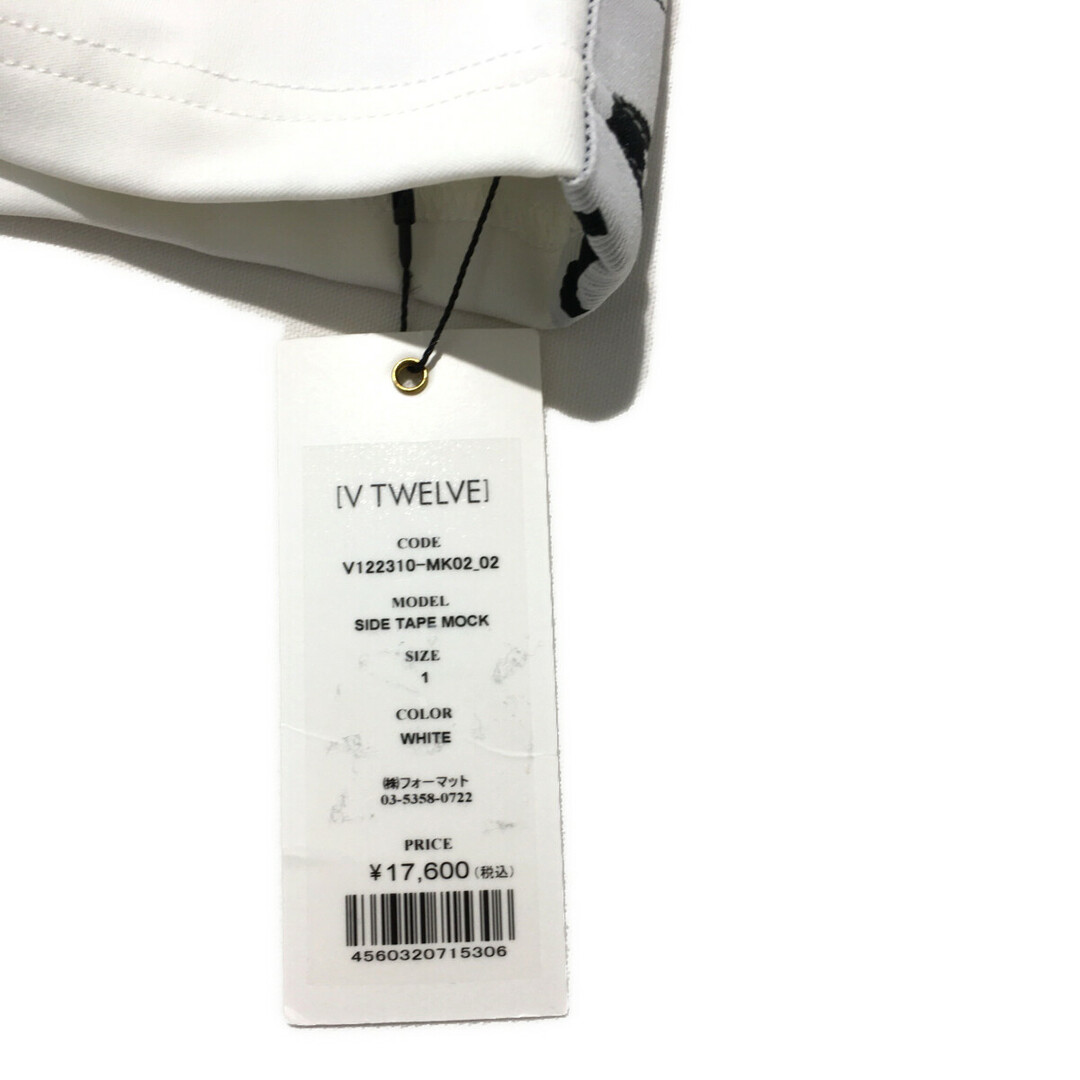 [V TWELVE]
CODE
V122310-MK02_02
MODEL
SIDE TAPE MOCK
SIZE
1
COLOR
WHITE
㈱フォーマット
03-5358-0722
PRICE
¥17,600(税込)
4560320715306